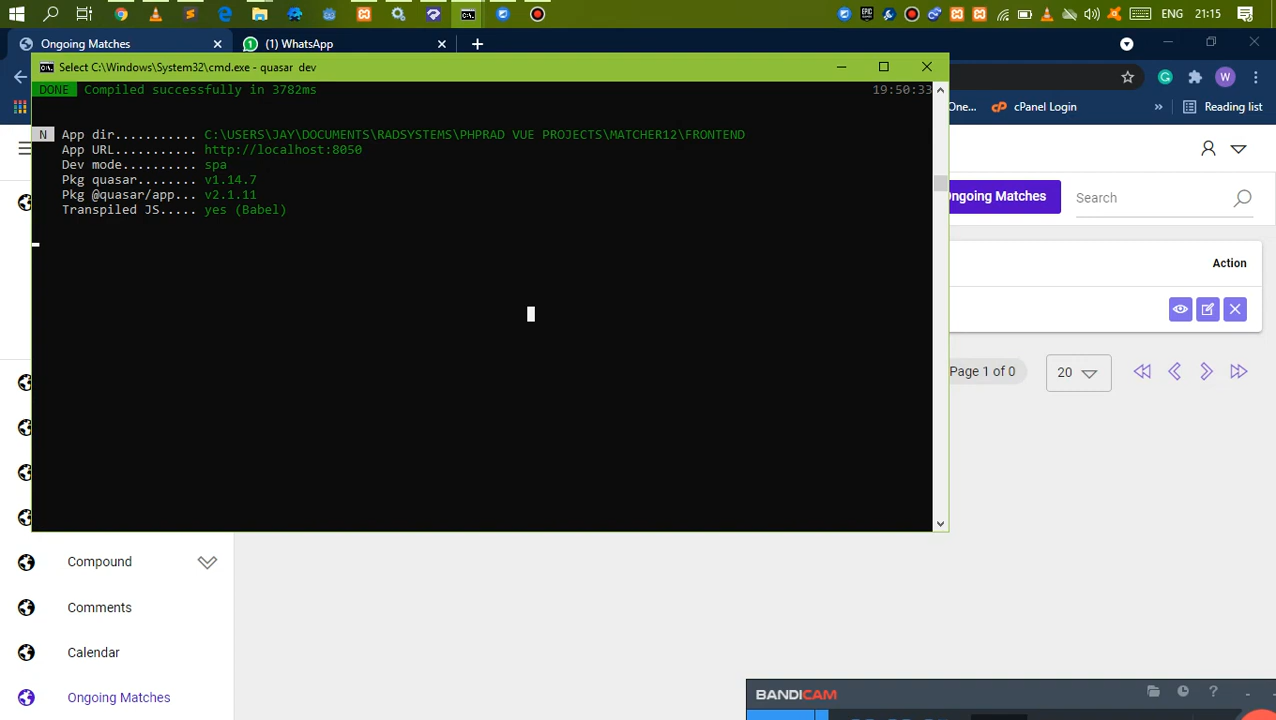 ENG 21:15
Ongoing Matches
(1) WhatsApp
Select C:\Windows\System32\cmd.exe - quasar dev
DONE Compiled successfully in 3782ms 19:50:33
N App dir........... C:\USERS\JAY\DOCUMENTS\RADSYSTEMS\PHPRAD VUE PROJECTS\MATCHER12\FRONTEND
App URL........... http://localhost:8050
Dev mode.......... spa
Pkg quasar........ v1.14.7
Pkg @quasar/app... v2.1.11
Transpiled JS..... yes (Babel)
W
One...
cPanel Login
»
Reading list
ngoing Matches
Search
Action
Page 1 of 0
20
Compound
Comments
Calendar
Ongoing Matches
BANDICAM